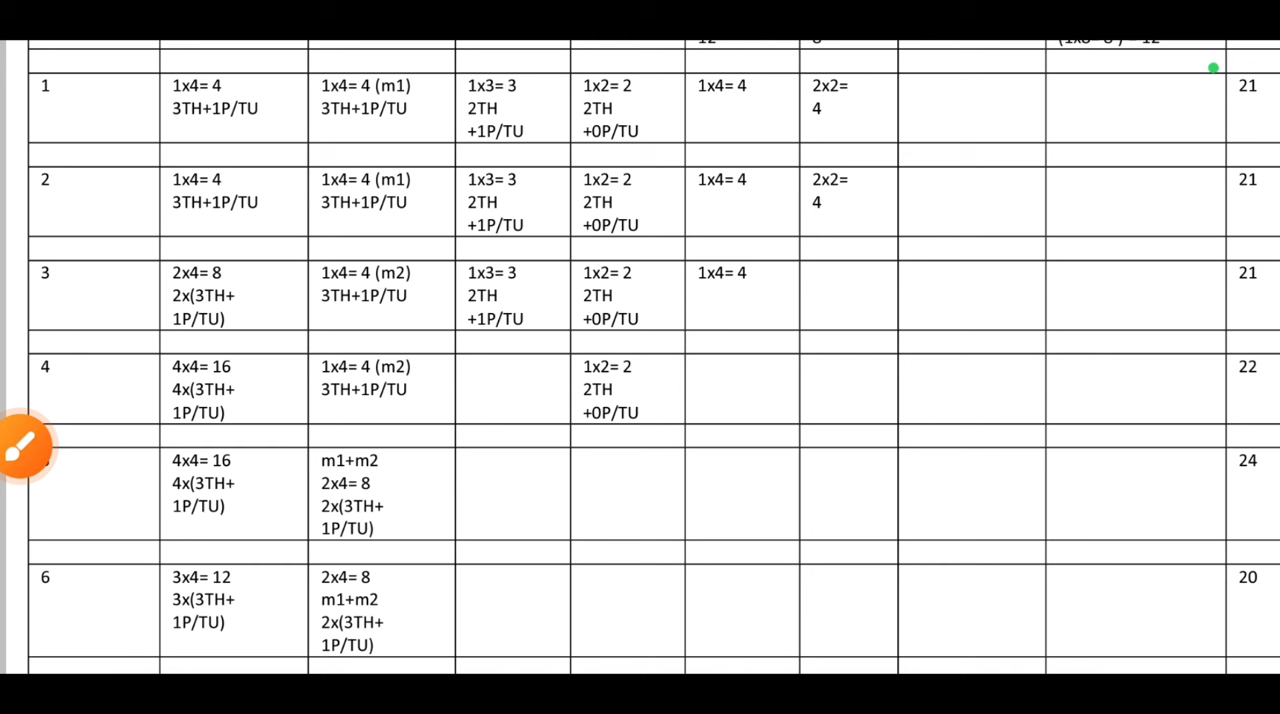 12
1
1x4= 4
3TH+1P/TU
1x4= 4 (m1)
3TH+1P/TU
1x3= 3
2TH
+1P/TU
1x2= 2
2TH
+0P/TU
1x4= 4
2x2=
4
21
2
1x4= 4
3TH+1P/TU
1x4= 4 (m1)
3TH+1P/TU
1x3= 3
2TH
+1P/TU
1x2= 2
2TH
+0P/TU
1x4= 4
2x2=
4
21
3
2x4= 8
2x(3TH+
1P/TU)
1x4= 4 (m2)
3TH+1P/TU
1x3= 3
2TH
+1P/TU
1x2= 2
2TH
+0P/TU
1x4= 4
21
4
4x4= 16
4x(3TH+
1P/TU)
1x4= 4 (m2)
3TH+1P/TU
1x2= 2
2TH
+0P/TU
22
4x4= 16
4x(3TH+
1P/TU)
m1+m2
2x4= 8
2x(3TH+
1P/TU)
24
6
3x4= 12
3x(3TH+
1P/TU)
2x4= 8
m1+m2
2x(3TH+
1P/TU)
20